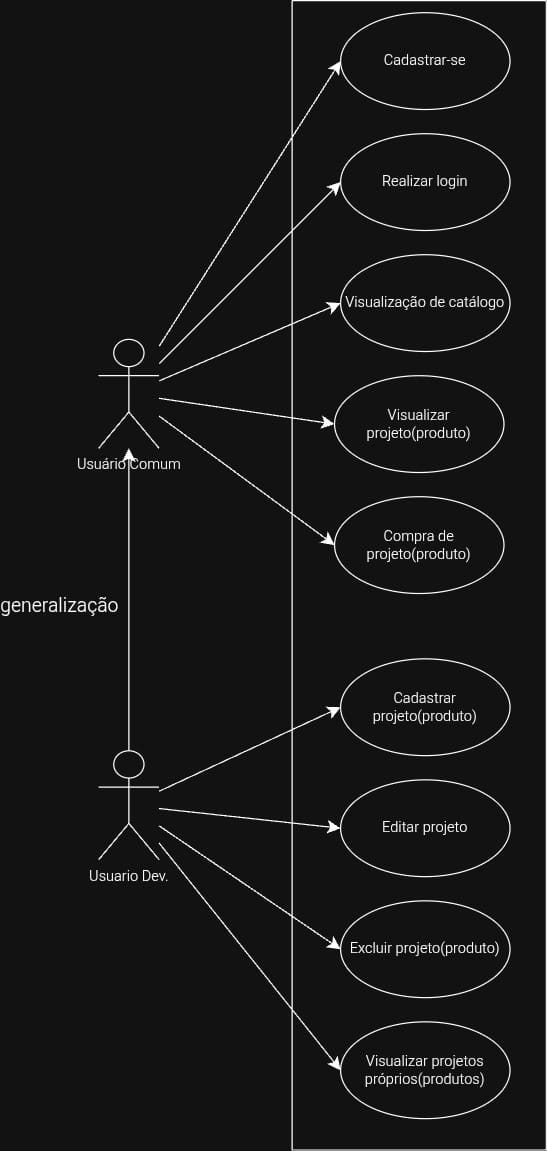 Cadastrar-se
Realizar login
Visualização de catálogo
Visualizar
projeto(produto)
Usuário Comum
Compra de
projeto(produto)
generalização
Cadastrar
projeto(produto)
Editar projeto
Usuario Dev.
Excluir projeto(produto)
Visualizar projetos
próprios(produtos)